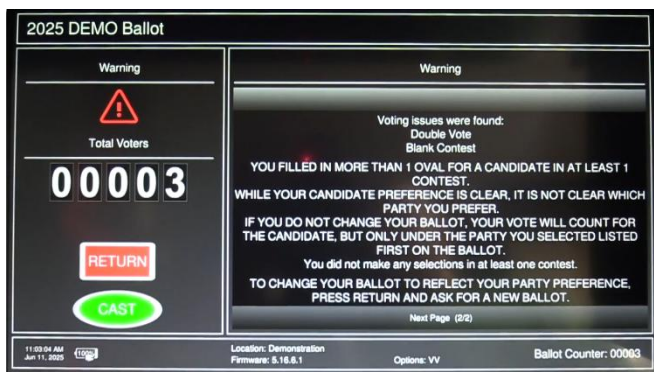 2025 DEMO Ballot
Warning
Total Voters
00003
RETURN
CAST
Warning
Voting issues were found:
Double Vote
Blank Contest
YOU FILLED IN MORE THAN 1 OVAL FOR A CANDIDATE IN AT LEAST 1
CONTEST.
WHILE YOUR CANDIDATE PREFERENCE IS CLEAR, IT IS NOT CLEAR WHICH
PARTY YOU PREFER.
IF YOU DO NOT CHANGE YOUR BALLOT, YOUR VOTE WILL COUNT FOR
THE CANDIDATE, BUT ONLY UNDER THE PARTY YOU SELECTED LISTED
FIRST ON THE BALLOT.
You did not make any selections in at least one contest.
TO CHANGE YOUR BALLOT TO REFLECT YOUR PARTY PREFERENCE,
PRESS RETURN AND ASK FOR A NEW BALLOT.
Next Page (2/2)
11:03:04 AM
Jun 11, 2025
Location: Demonstration
Firmware: 5.16.6.1
Options: VV
Ballot Counter: 00003